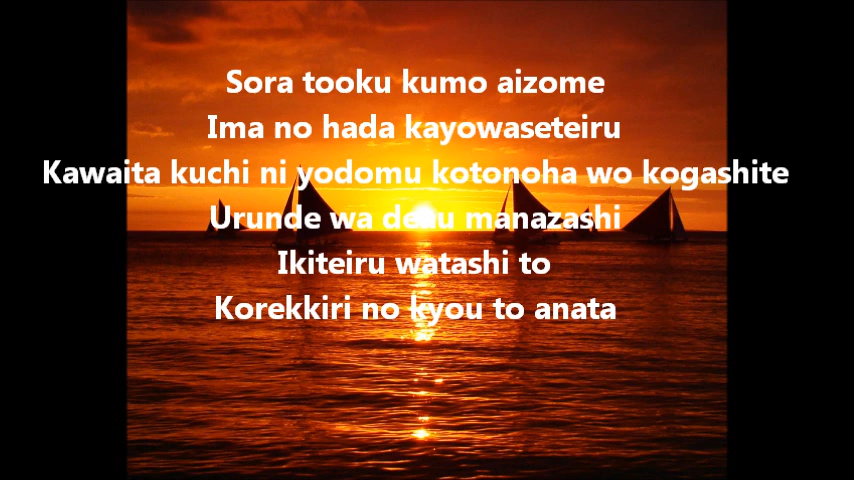 Sora tooku kumo aizome
Ima no hada kayowaseteiru
Kawaita kuchi ni yodomu kotonoha wo kogashite
Urunde wa deau manazashi
Ikiteiru watashi to
Korekkiri no kyou to anata